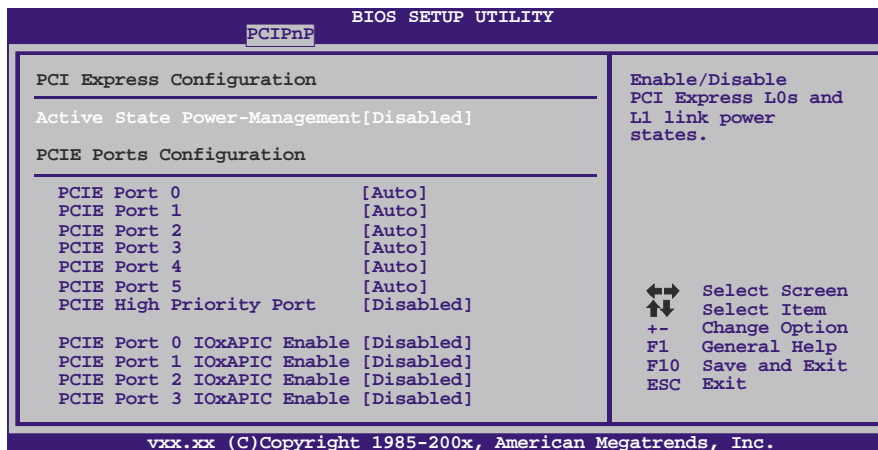 BIOS SETUP UTILITY
PCIPnP
PCI Express Configuration
Active State Power-Management[Disabled]
PCIE Ports Configuration
PCIE Port 0 [Auto]
PCIE Port 1 [Auto]
PCIE Port 2 [Auto]
PCIE Port 3 [Auto]
PCIE Port 4 [Auto]
PCIE Port 5 [Auto]
PCIE High Priority Port [Disabled]
PCIE Port 0 IOxAPIC Enable [Disabled]
PCIE Port 1 IOxAPIC Enable [Disabled]
PCIE Port 2 IOxAPIC Enable [Disabled]
PCIE Port 3 IOxAPIC Enable [Disabled]
Enable/Disable
PCI Express L0s and
L1 link power
states.
Select Screen
Select Item
+- Change Option
F1 General Help
F10 Save and Exit
ESC Exit
vxx.xx (C)Copyright 1985-200x, American Megatrends, Inc.